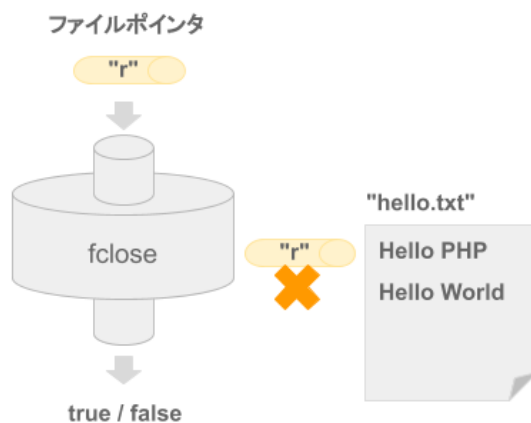 ファイルポインタ
"r"
fclose
"r"
"hello.txt"
Hello PHP
Hello World
true / false